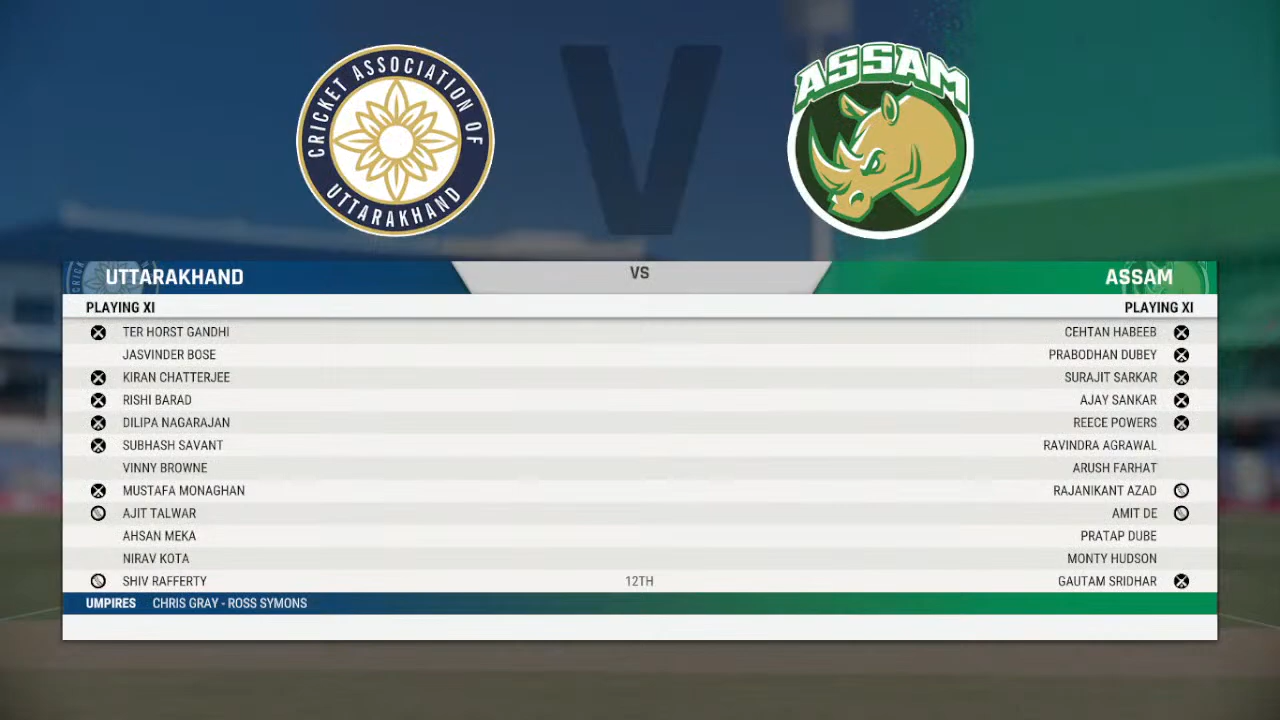 CRICKET ASSOCIATION OF
UTTARAKHAND
V
ASSAM
UTTARAKHAND VS ASSAM
PLAYING XI PLAYING XI
TER HORST GANDHI CEHTAN HABEEB
JASVINDER BOSE PRABODHAN DUBEY
KIRAN CHATTERJEE SURAJIT SARKAR
RISHI BARAD AJAY SANKAR
DILIPA NAGARAJAN REECE POWERS
SUBHASH SAVANT RAVINDRA AGRAWAL
VINNY BROWNE ARUSH FARHAT
MUSTAFA MONAGHAN RAJANIKANT AZAD
AJIT TALWAR AMIT DE
AHSAN MEKA PRATAP DUBE
NIRAV KOTA MONTY HUDSON
SHIV RAFFERTY 12TH GAUTAM SRIDHAR
UMPIRES CHRIS GRAY - ROSS SYMONS